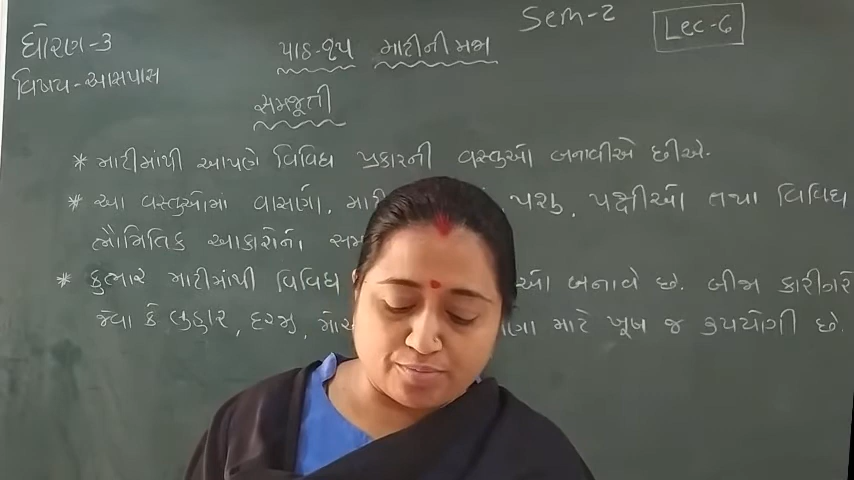 ધોરણ-3
Sem-2
Lec-6
પાઠ-૧૫ માટીની મજા
વિષય-આસપાસ
સમજૂતી
* માટીમાંથી આપણે વિવિધ પ્રકારની વસ્તુઓ બનાવીએ છીએ.
* આ વસ્તુઓમાં વાસણો, પશુ, પક્ષીઓ તથા વિવિધ
ભૌમિતિક આકારોનો
* કુંભાર માટીમાંથી વિવિધ બનાવે છે. બીજા કારીગરો
જેવા કે લુહાર, દરજી, માટે ખૂબ જ ઉપયોગી છે.